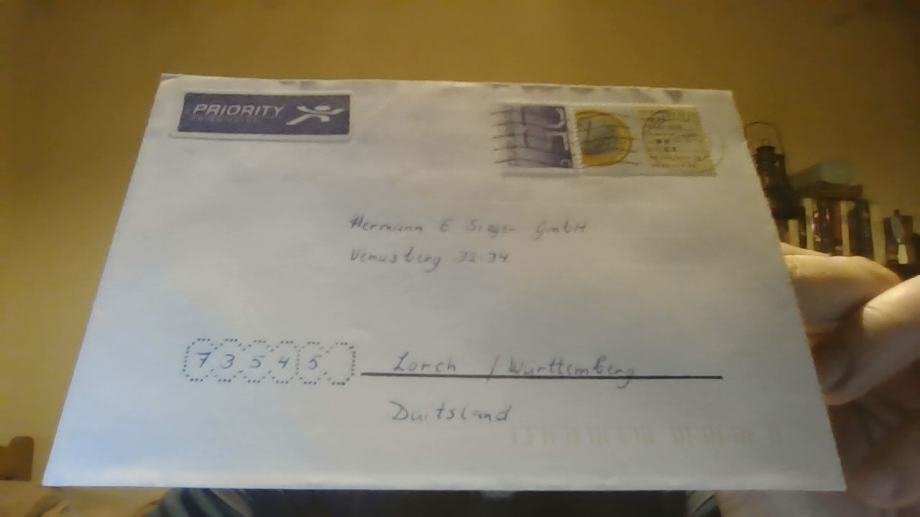 PRIORITY
Hermann E Sieger GmbH
Venusberg 32-34
73545
Lorch / Württemberg
Duitsland